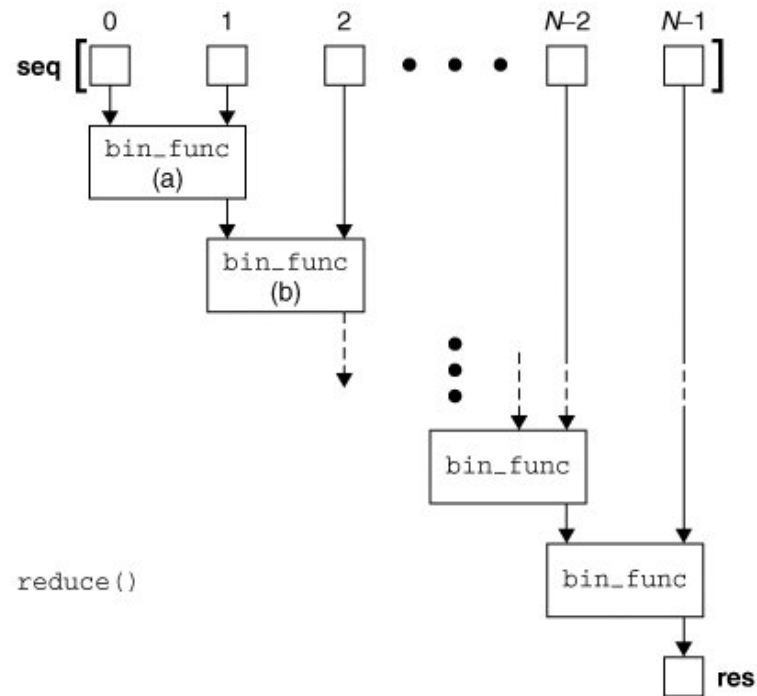 0 1 2 N–2 N–1
seq
bin_func
(a)
bin_func
(b)
bin_func
reduce()
bin_func
res